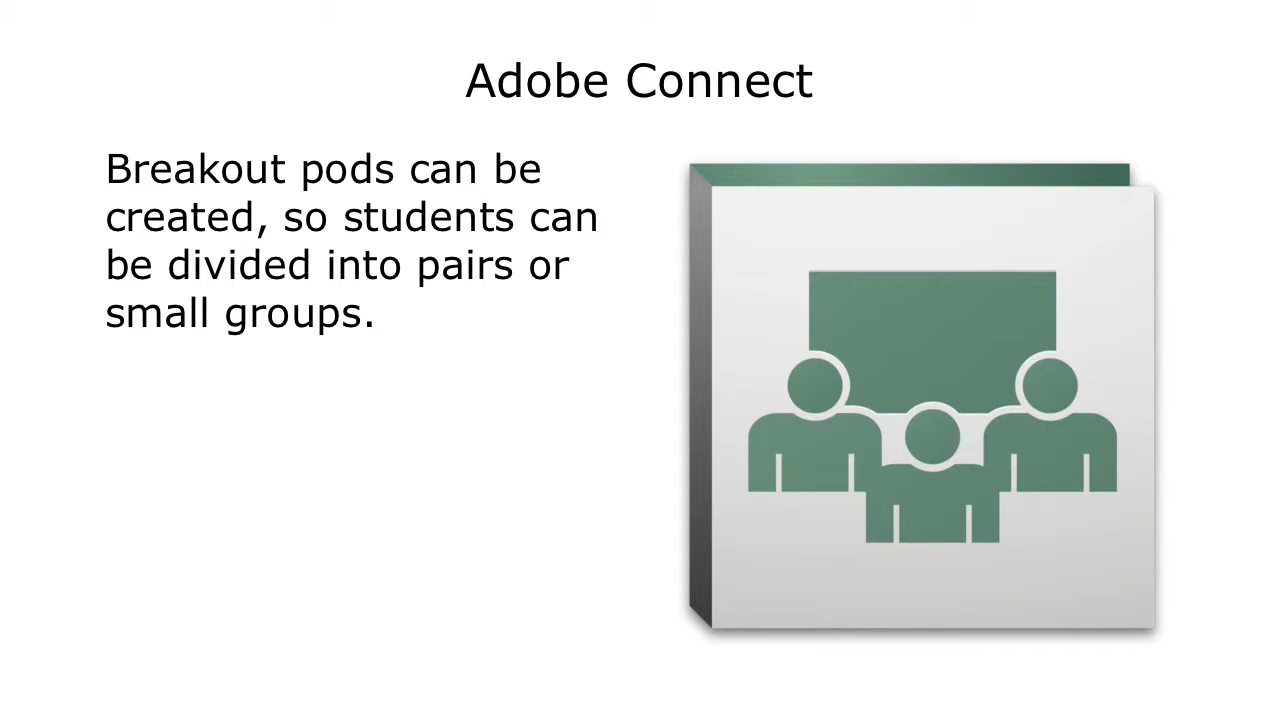 Adobe Connect
Breakout pods can be
created, so students can
be divided into pairs or
small groups.